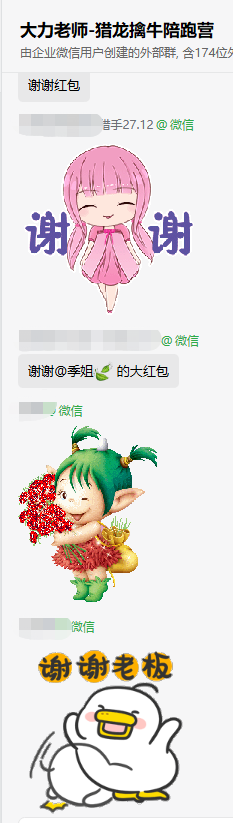 大力老师-猎龙擒牛陪跑营
由企业微信用户创建的外部群, 含174位
谢谢红包
猎手27.12 @ 微信
谢 谢
@ 微信
谢谢@季姐 的大红包
微信
微信
谢谢老板